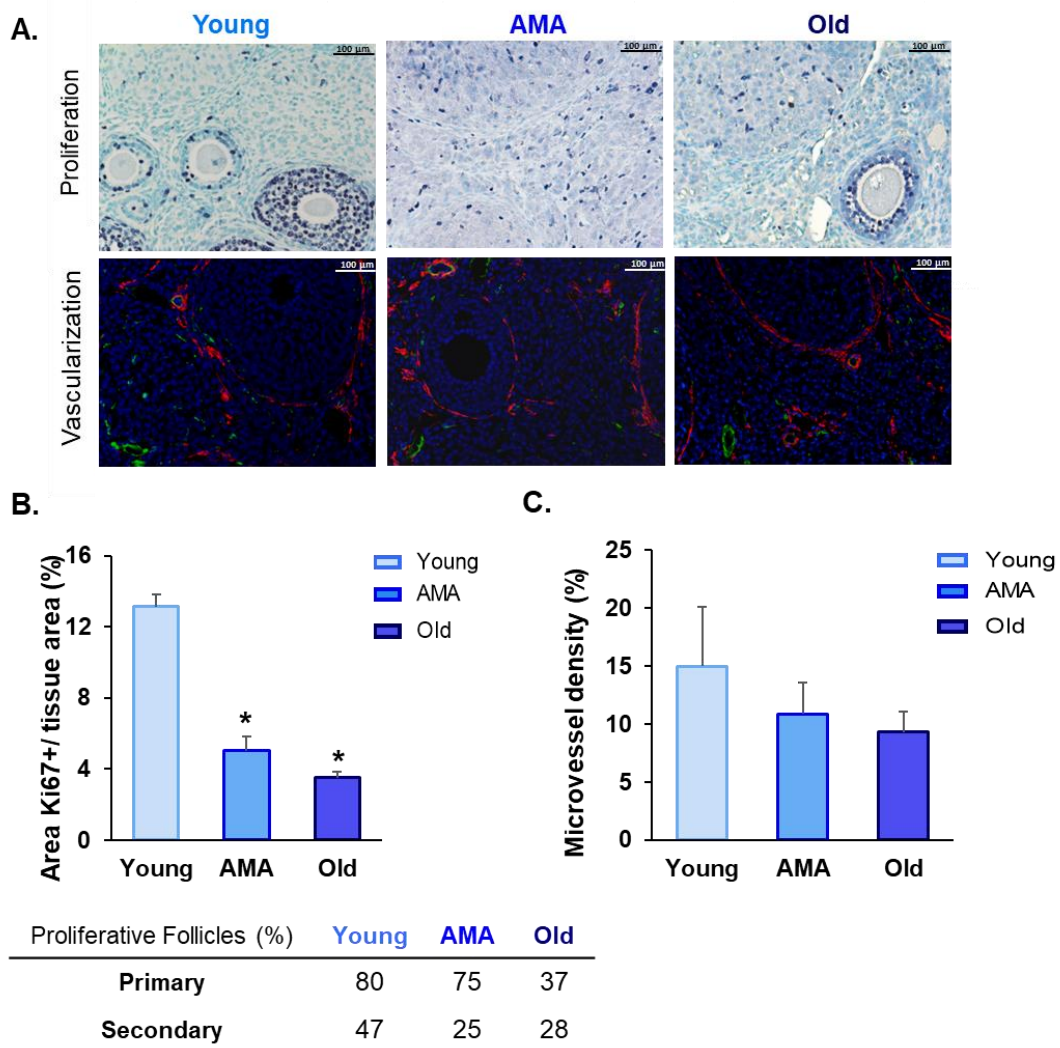 A.
Young AMA Old
Proliferation
100 µm 100 µm 100 µm
Vascularization
100 µm 100 µm 100 µm
B.
Area Ki67+/ tissue area (%)
16
12
8
4
0
Young
AMA
Old
*
*
Young AMA Old
C.
Microvessel density (%)
25
20
15
10
5
0
Young
AMA
Old
Young AMA Old
Proliferative Follicles (%) Young AMA Old
Primary 80 75 37
Secondary 47 25 28